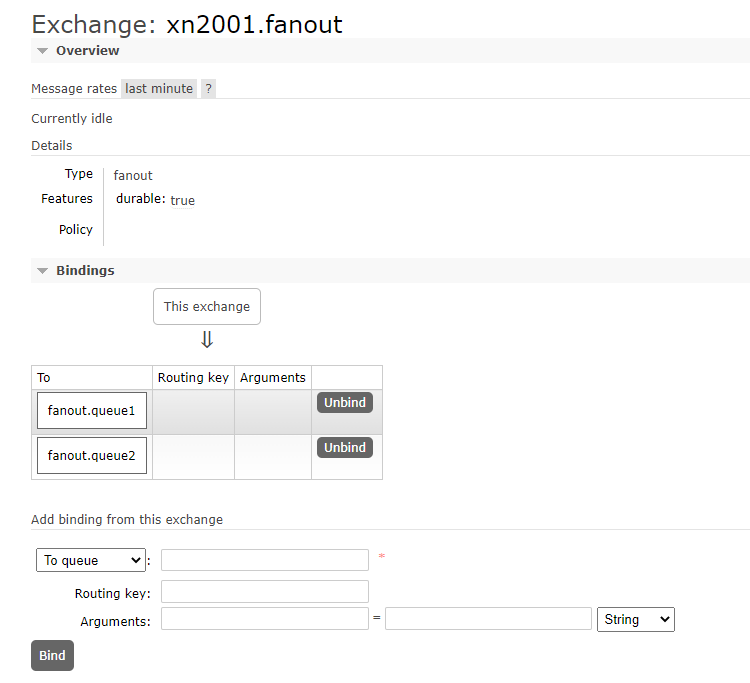 Exchange: xn2001.fanout
Overview
Message rates last minute ?
Currently idle
Details
Type fanout
Features durable: true
Policy
Bindings
This exchange
⇓
To Routing key Arguments
fanout.queue1 Unbind
fanout.queue2 Unbind
Add binding from this exchange
To queue : *
Routing key:
Arguments: = String
Bind